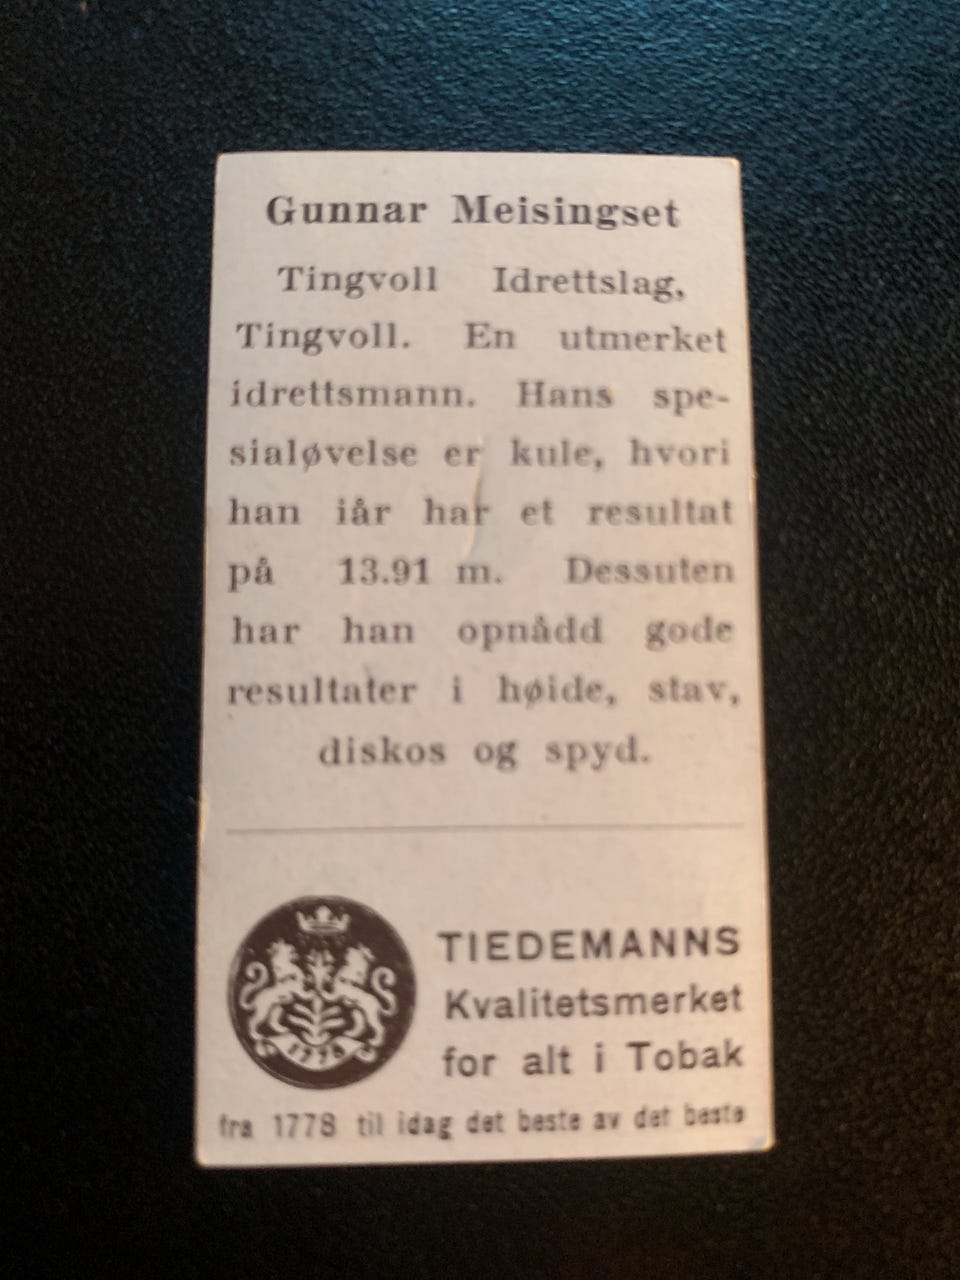 Gunnar Meisingset
Tingvoll Idrettslag,
Tingvoll. En utmerket
idrettsmann. Hans spe-
sialøvelse er kule, hvori
han iår har et resultat
på 13.91 m. Dessuten
har han opnådd gode
resultater i høide, stav,
diskos og spyd.
1778
TIEDEMANNS
Kvalitetsmerket
for alt i Tobak
fra 1778 til idag det beste av det beste